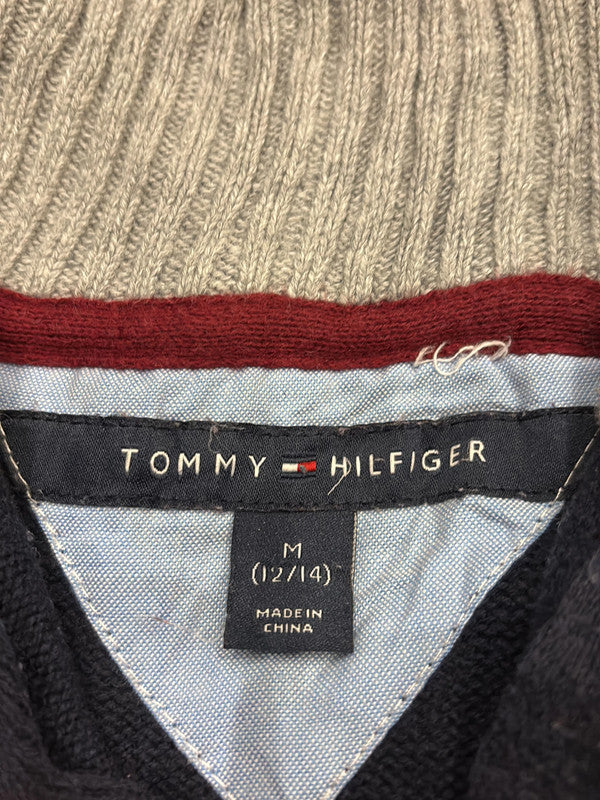 TOMMY HILFIGER
M
(12/14)
MADE IN
CHINA